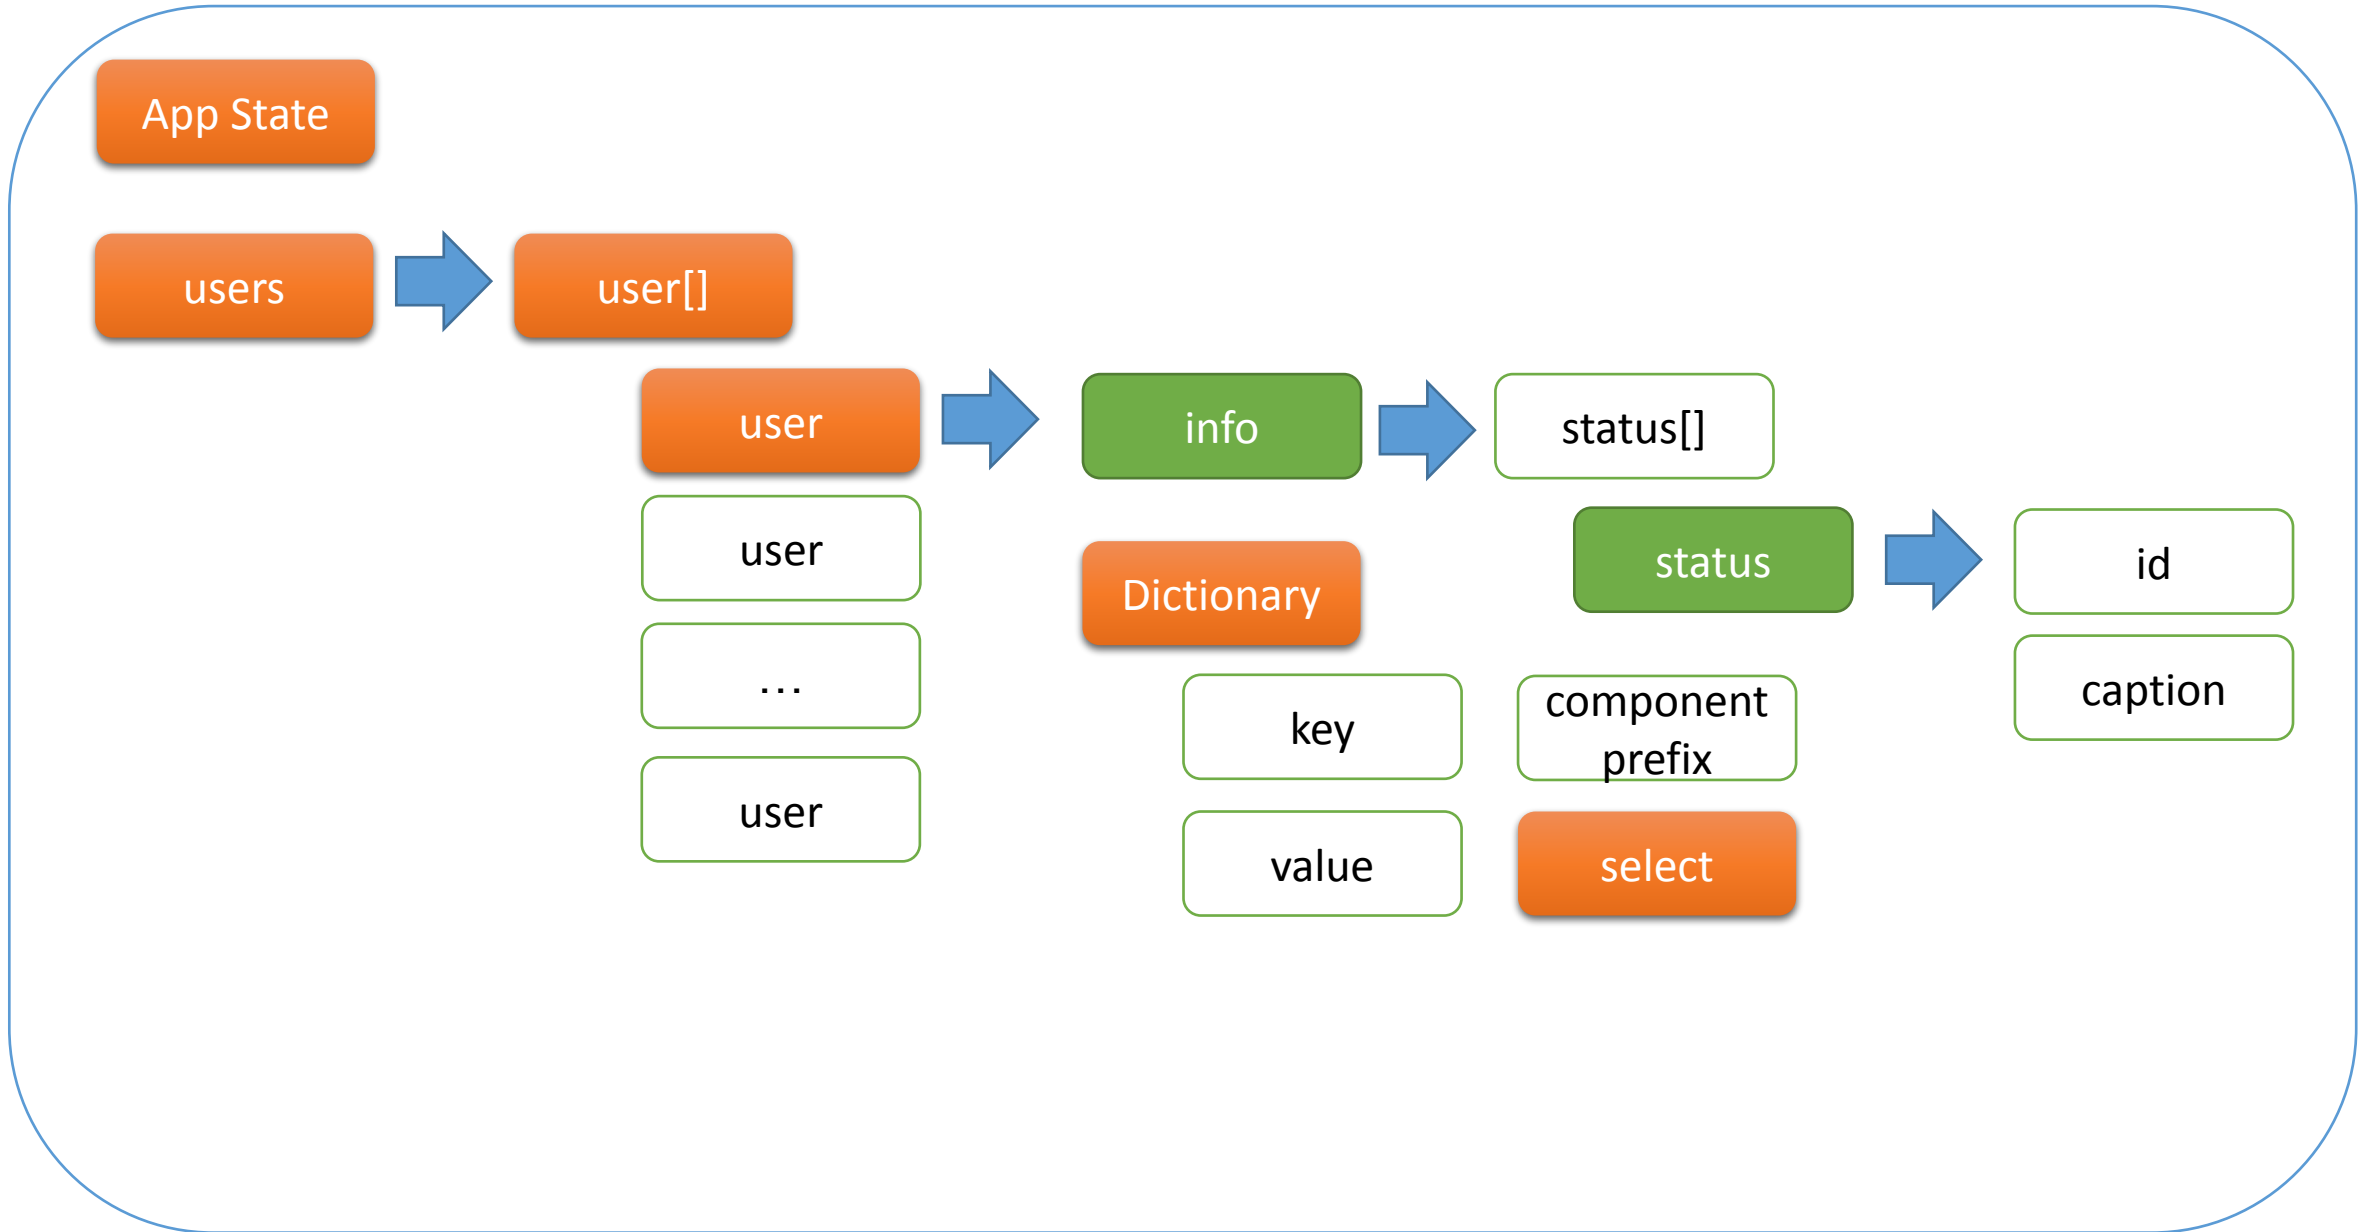 App State
users
user[]
user
info
status[]
user
status
id
Dictionary
…
caption
key
component
prefix
user
value
select